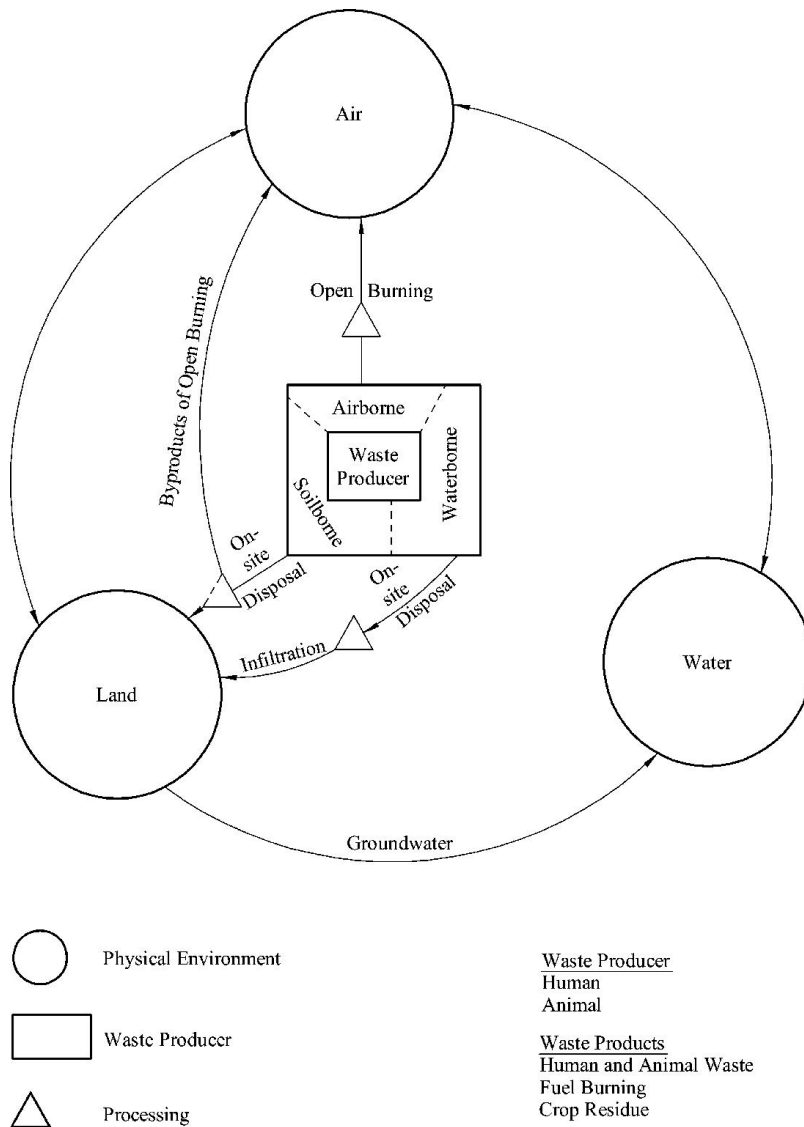 Air
Open Burning
Byproducts of Open Burning
Airborne
Waste
Producer
Soilborne
Waterborne
On-
site
Disposal
On-
site
Disposal
Infiltration
Land
Water
Groundwater
Physical Environment
Waste Producer
Processing
Waste Producer
Human
Animal
Waste Products
Human and Animal Waste
Fuel Burning
Crop Residue